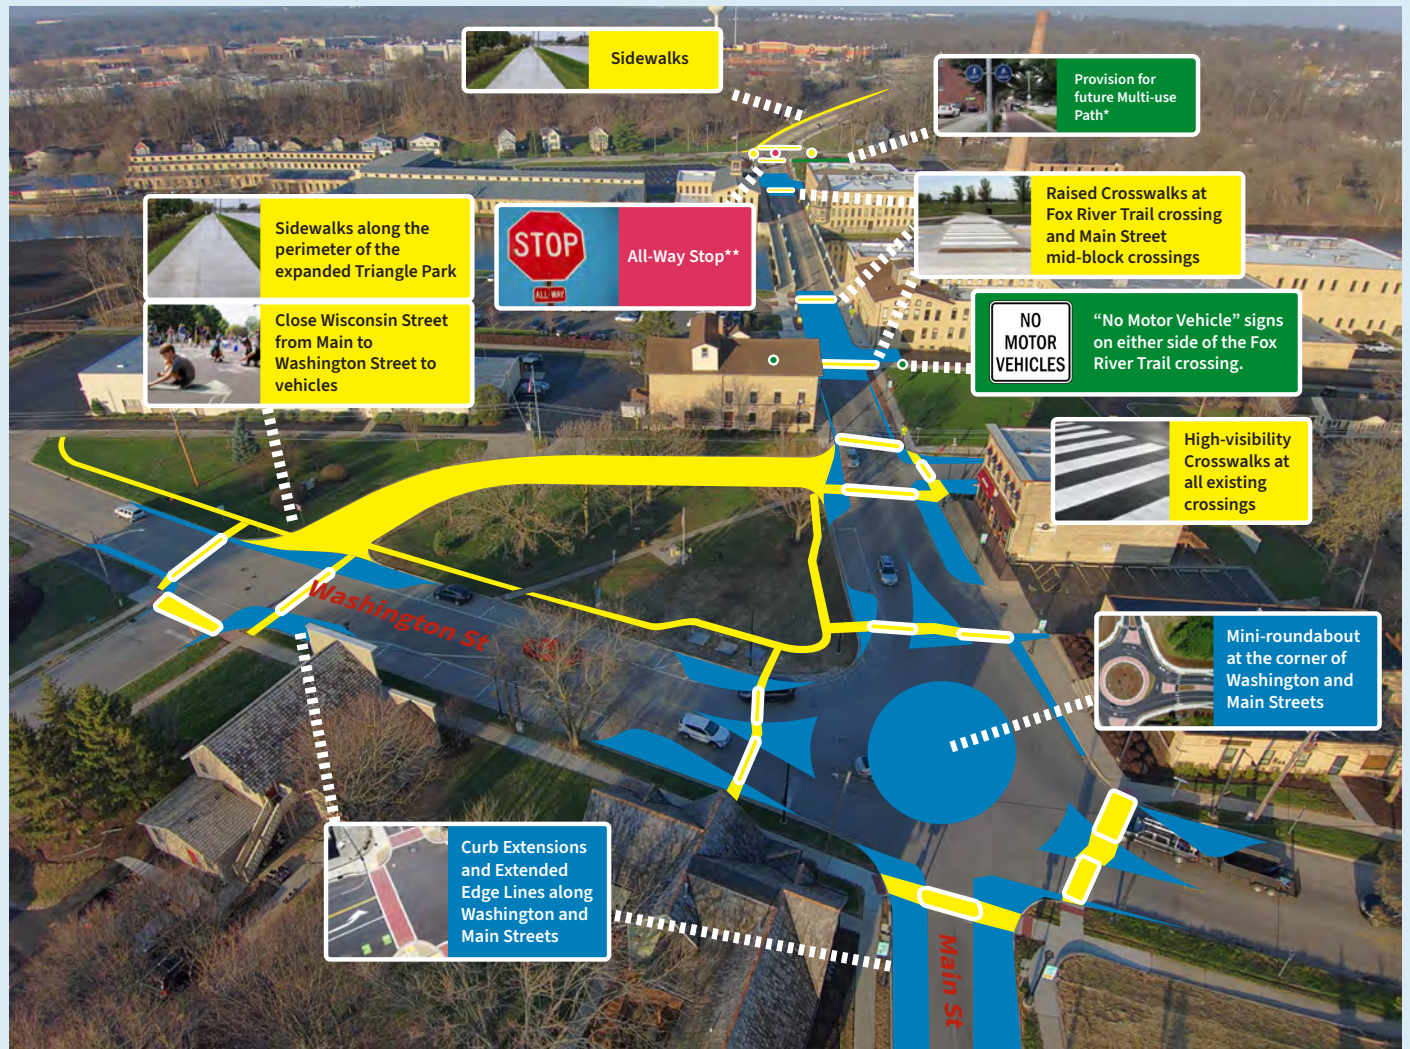 Sidewalks
Provision for
future Multi-use
Path*
Raised Crosswalks at
Fox River Trail crossing
and Main Street
mid-block crossings
Sidewalks along the
perimeter of the
expanded Triangle Park
STOP
ALL-WAY
All-Way Stop**
Close Wisconsin Street
from Main to
Washington Street to
vehicles
NO
MOTOR
VEHICLES
“No Motor Vehicle” signs
on either side of the Fox
River Trail crossing.
High-visibility
Crosswalks at
all existing
crossings
Washington St
Mini-roundabout
at the corner of
Washington and
Main Streets
Curb Extensions
and Extended
Edge Lines along
Washington and
Main Streets
Main St